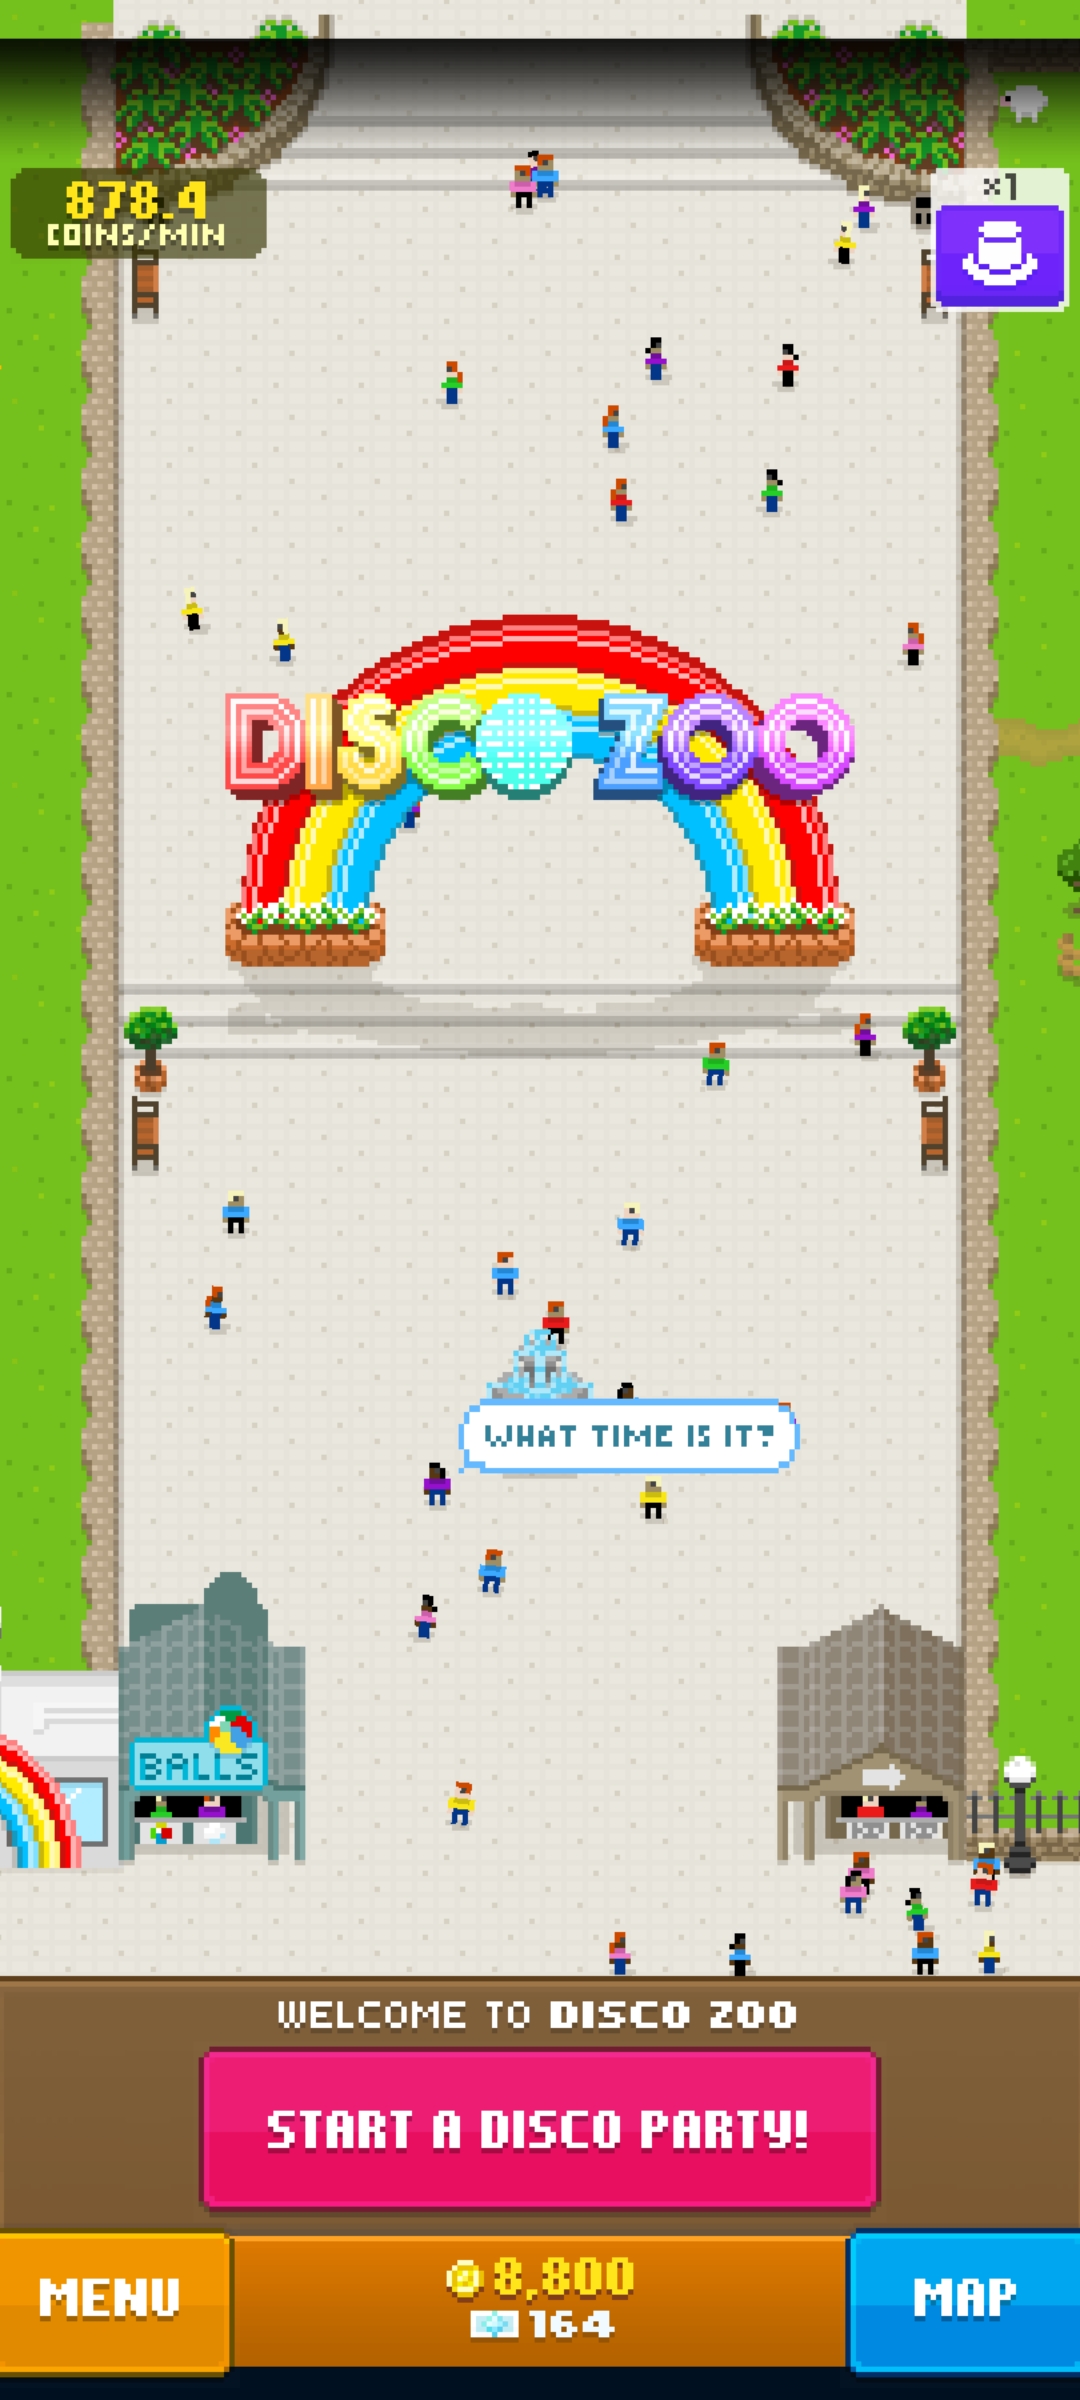 878.4
COINS/MIN
x1
DISCO ZOO
WHAT TIME IS IT?
BALLS
WELCOME TO DISCO ZOO
START A DISCO PARTY!
MENU
8,800
164
MAP